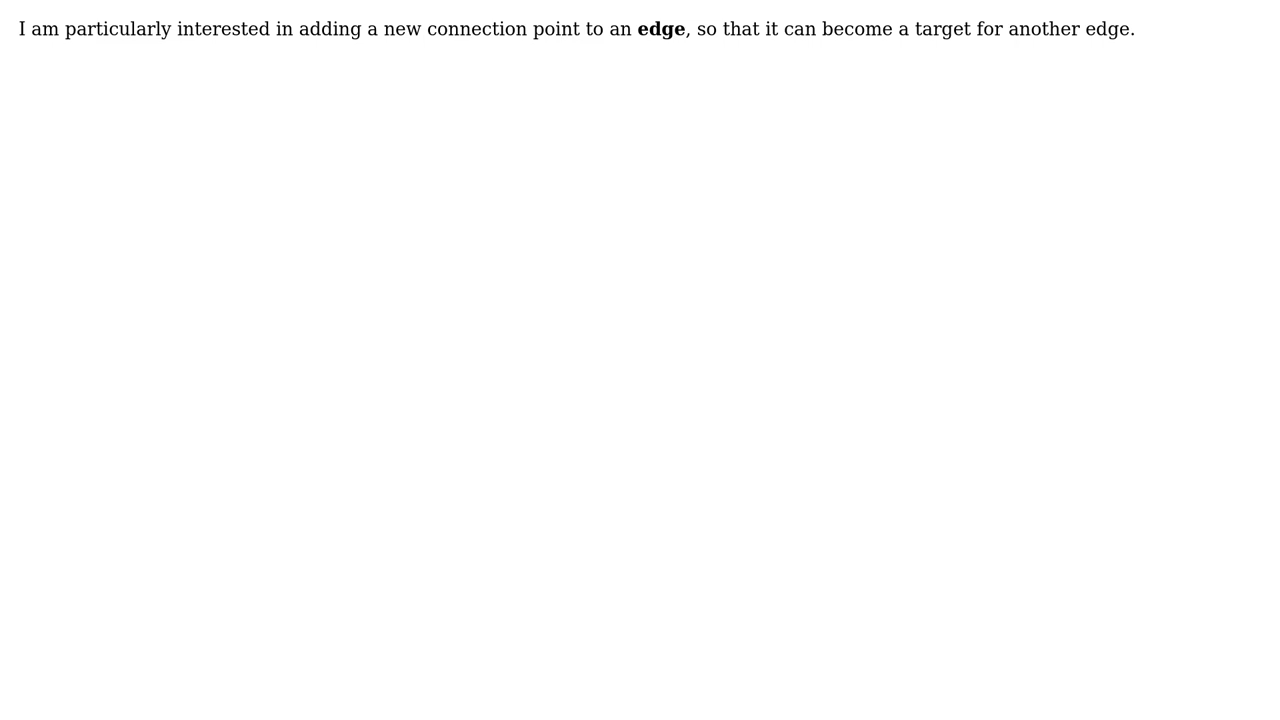 I am particularly interested in adding a new connection point to an edge, so that it can become a target for another edge.